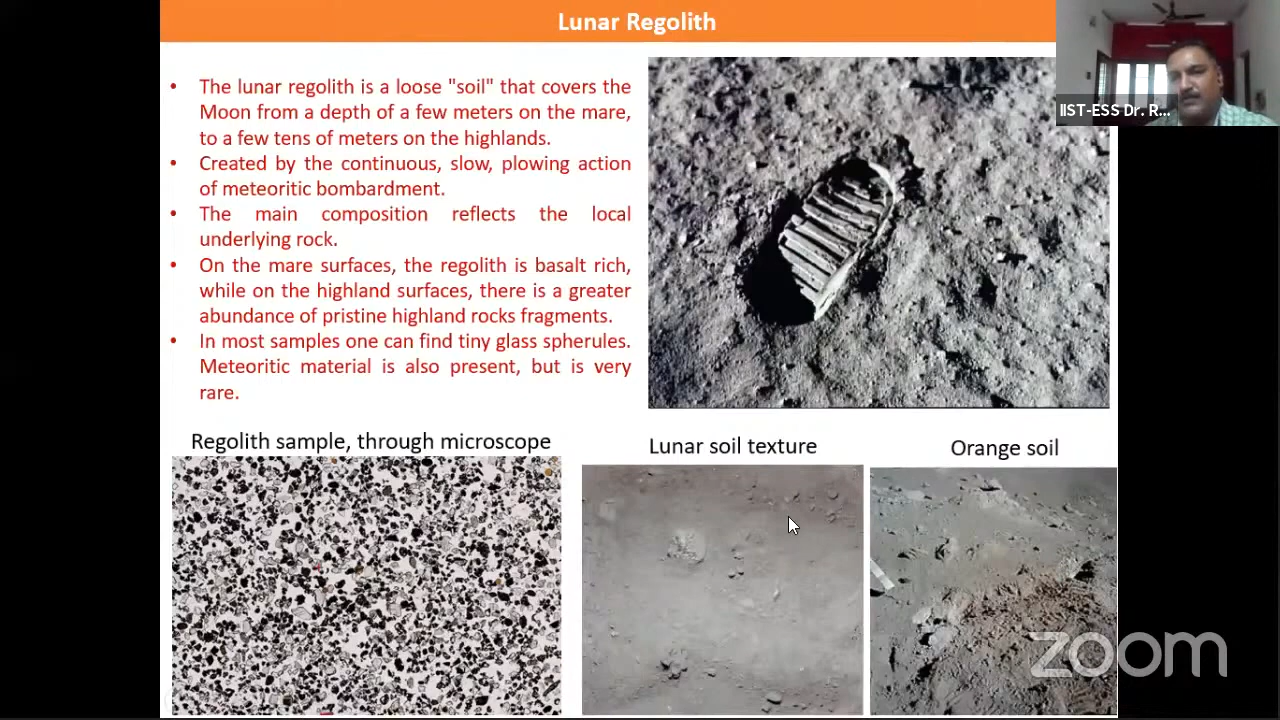 Lunar Regolith
IIST-ESS Dr. R...
• The lunar regolith is a loose "soil" that covers the
Moon from a depth of a few meters on the mare,
to a few tens of meters on the highlands.
• Created by the continuous, slow, plowing action
of meteoritic bombardment.
• The main composition reflects the local
underlying rock.
• On the mare surfaces, the regolith is basalt rich,
while on the highland surfaces, there is a greater
abundance of pristine highland rocks fragments.
• In most samples one can find tiny glass spherules.
Meteoritic material is also present, but is very
rare.
Regolith sample, through microscope
Lunar soil texture
Orange soil
zoom